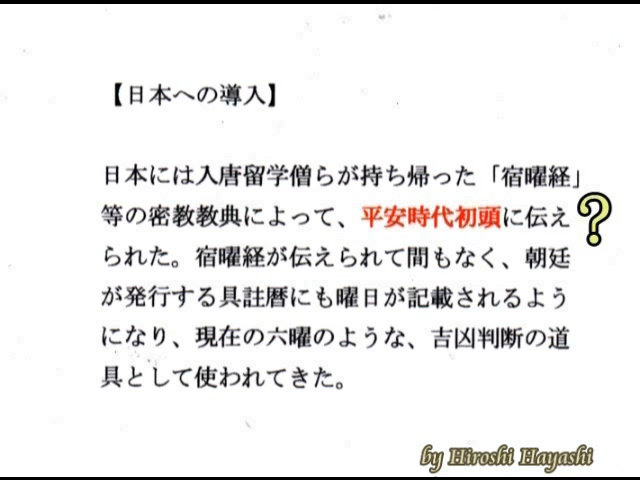 【日本への導入】
日本には入唐留学僧らが持ち帰った「宿曜経」
等の密教教典によって、平安時代初頭に伝え
られた。宿曜経が伝えられて間もなく、朝廷
が発行する具註暦にも曜日が記載されるよう
になり、現在の六曜のような、吉凶判断の道
具として使われてきた。
?
by Hiroshi Hayashi